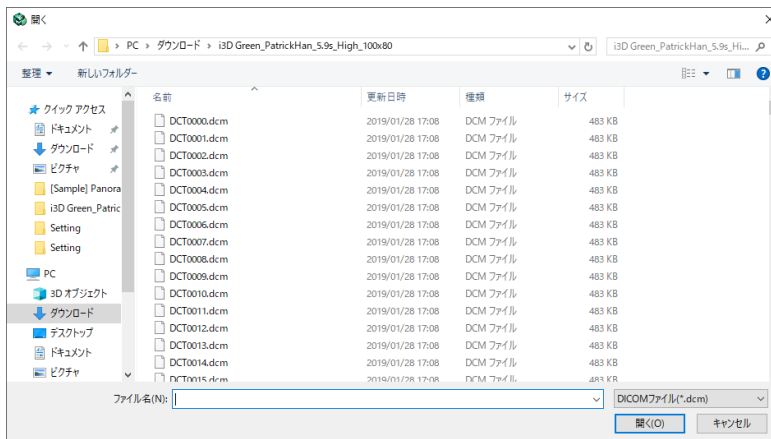 開く
PC › ダウンロード › i3D Green_PatrickHan_5.9s_High_100x80
i3D Green_PatrickHan_5.9s_Hi...
整理 新しいフォルダー
名前 更新日時 種類 サイズ
クイック アクセス
ドキュメント
ダウンロード
ピクチャ
[Sample] Panora
i3D Green_Patric
Setting
Setting
PC
3D オブジェクト
ダウンロード
デスクトップ
ドキュメント
ピクチャ
DCT0000.dcm 2019/01/28 17:08 DCM ファイル 483 KB
DCT0001.dcm 2019/01/28 17:08 DCM ファイル 483 KB
DCT0002.dcm 2019/01/28 17:08 DCM ファイル 483 KB
DCT0003.dcm 2019/01/28 17:08 DCM ファイル 483 KB
DCT0004.dcm 2019/01/28 17:08 DCM ファイル 483 KB
DCT0005.dcm 2019/01/28 17:08 DCM ファイル 483 KB
DCT0006.dcm 2019/01/28 17:08 DCM ファイル 483 KB
DCT0007.dcm 2019/01/28 17:08 DCM ファイル 483 KB
DCT0008.dcm 2019/01/28 17:08 DCM ファイル 483 KB
DCT0009.dcm 2019/01/28 17:08 DCM ファイル 483 KB
DCT0010.dcm 2019/01/28 17:08 DCM ファイル 483 KB
DCT0011.dcm 2019/01/28 17:08 DCM ファイル 483 KB
DCT0012.dcm 2019/01/28 17:08 DCM ファイル 483 KB
DCT0013.dcm 2019/01/28 17:08 DCM ファイル 483 KB
DCT0014.dcm 2019/01/28 17:08 DCM ファイル 483 KB
DCT0015.dcm 2019/01/28 17:08 DCM ファイル 483 KB
ファイル名(N):
DICOMファイル(*.dcm)
開く(O) キャンセル